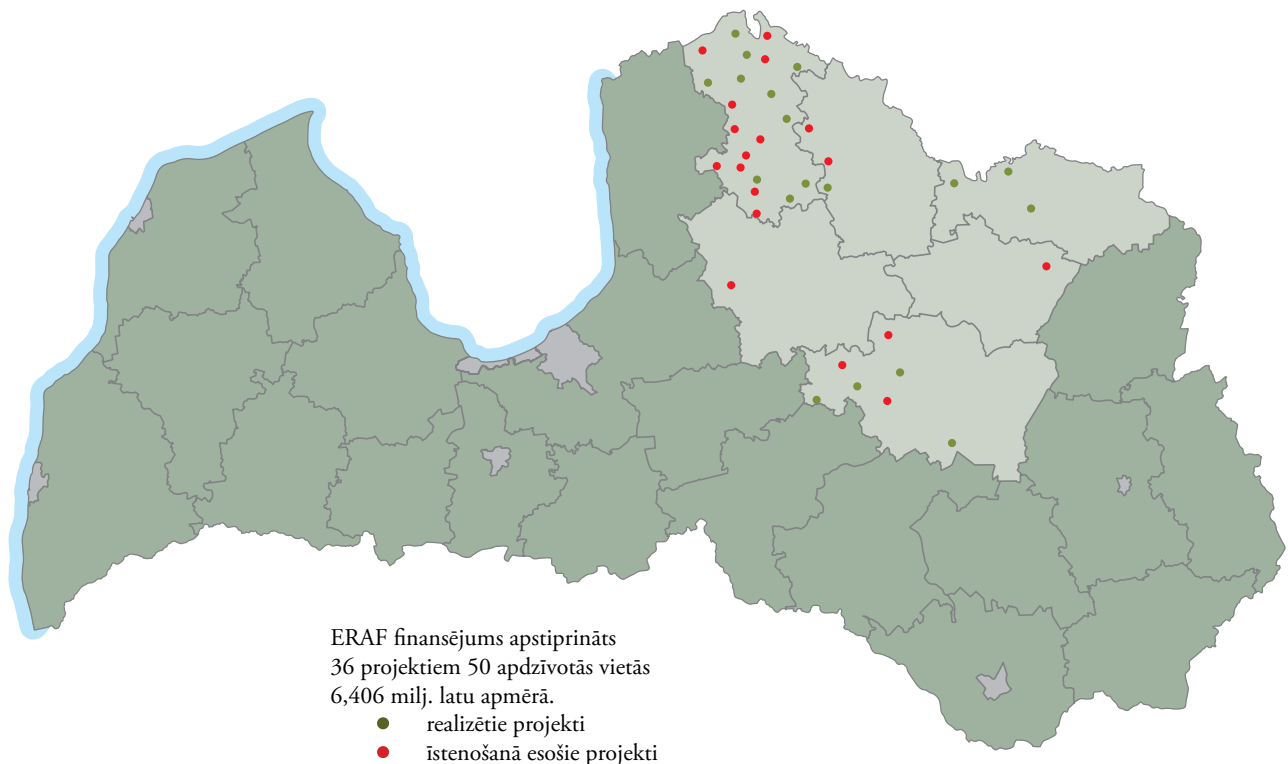 ERAF finansējums apstiprināts
36 projektiem 50 apdzīvotās vietās
6,406 milj. latu apmērā.
realizētie projekti
īstenošanā esošie projekti